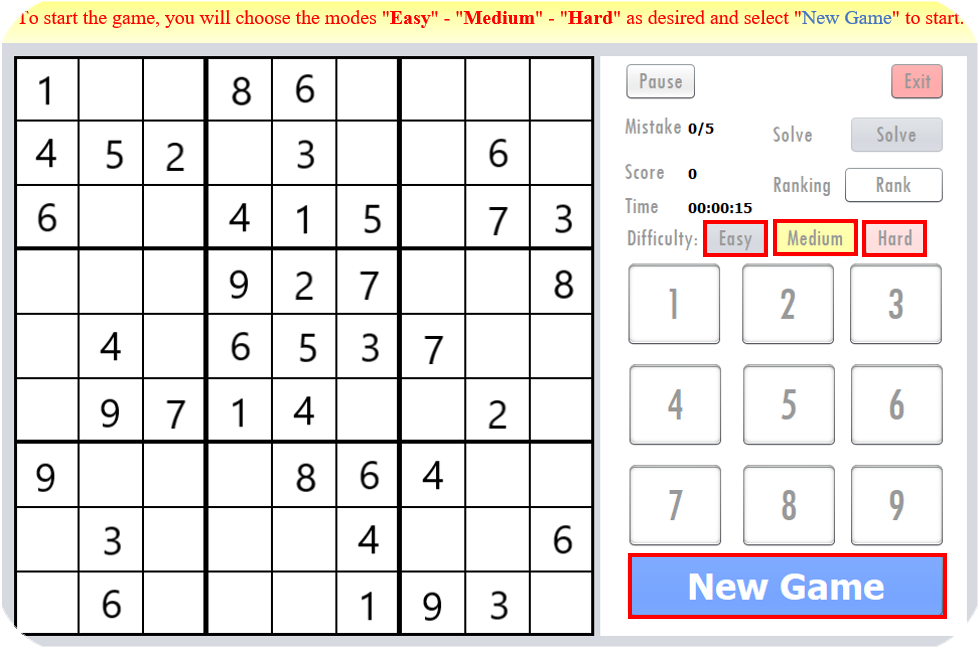 To start the game, you will choose the modes "Easy" - "Medium" - "Hard" as desired and select "New Game" to start.
1 8 6
4 5 2 3 6
6 4 1 5 7 3
9 2 7 8
4 6 5 3 7
9 7 1 4 2
9 8 6 4
3 4 6
6 1 9 3
Pause Exit
Mistake 0/5 Solve Solve
Score 0
Ranking Rank
Time 00:00:15
Difficulty: Easy Medium Hard
1 2 3
4 5 6
7 8 9
New Game